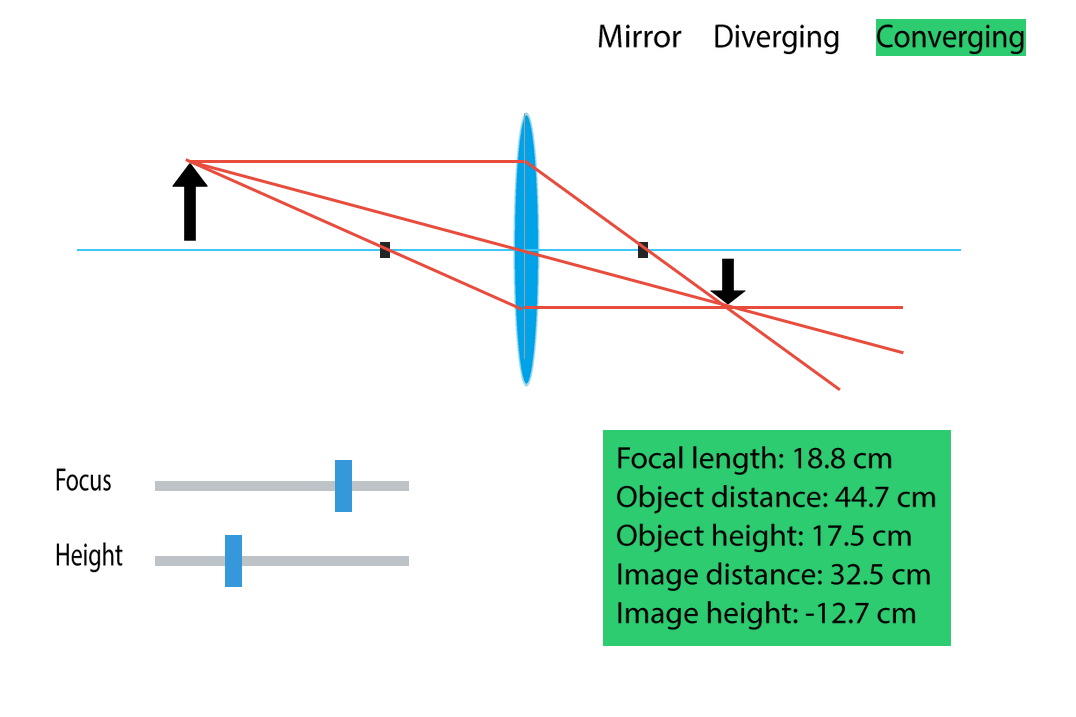 Mirror Diverging Converging
Focus
Height
Focal length: 18.8 cm
Object distance: 44.7 cm
Object height: 17.5 cm
Image distance: 32.5 cm
Image height: -12.7 cm